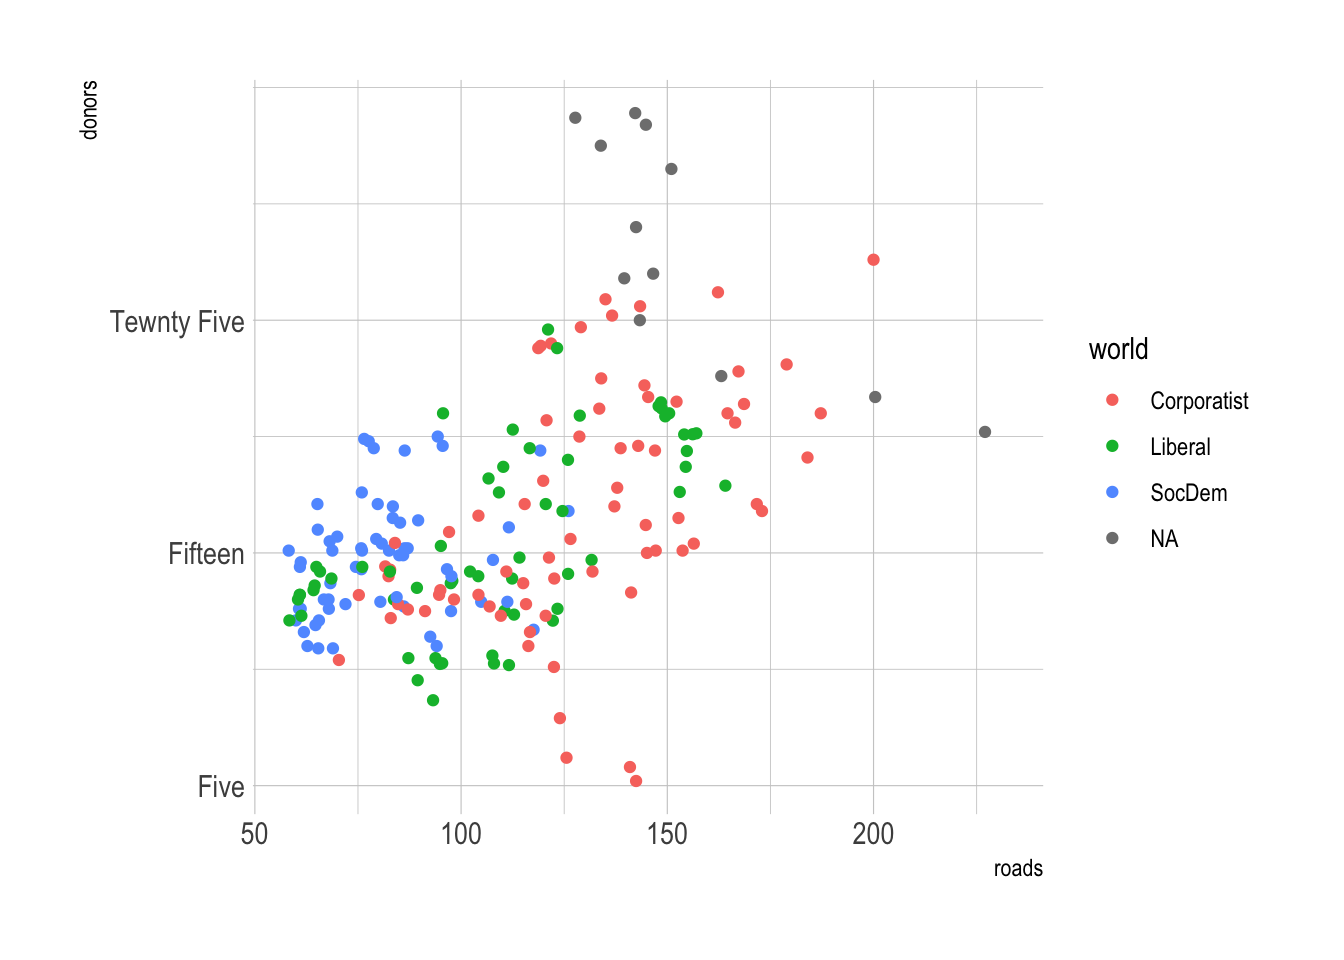 donors
Tewnty Five
Fifteen
Five
50 100 150 200
roads
world
Corporatist
Liberal
SocDem
NA